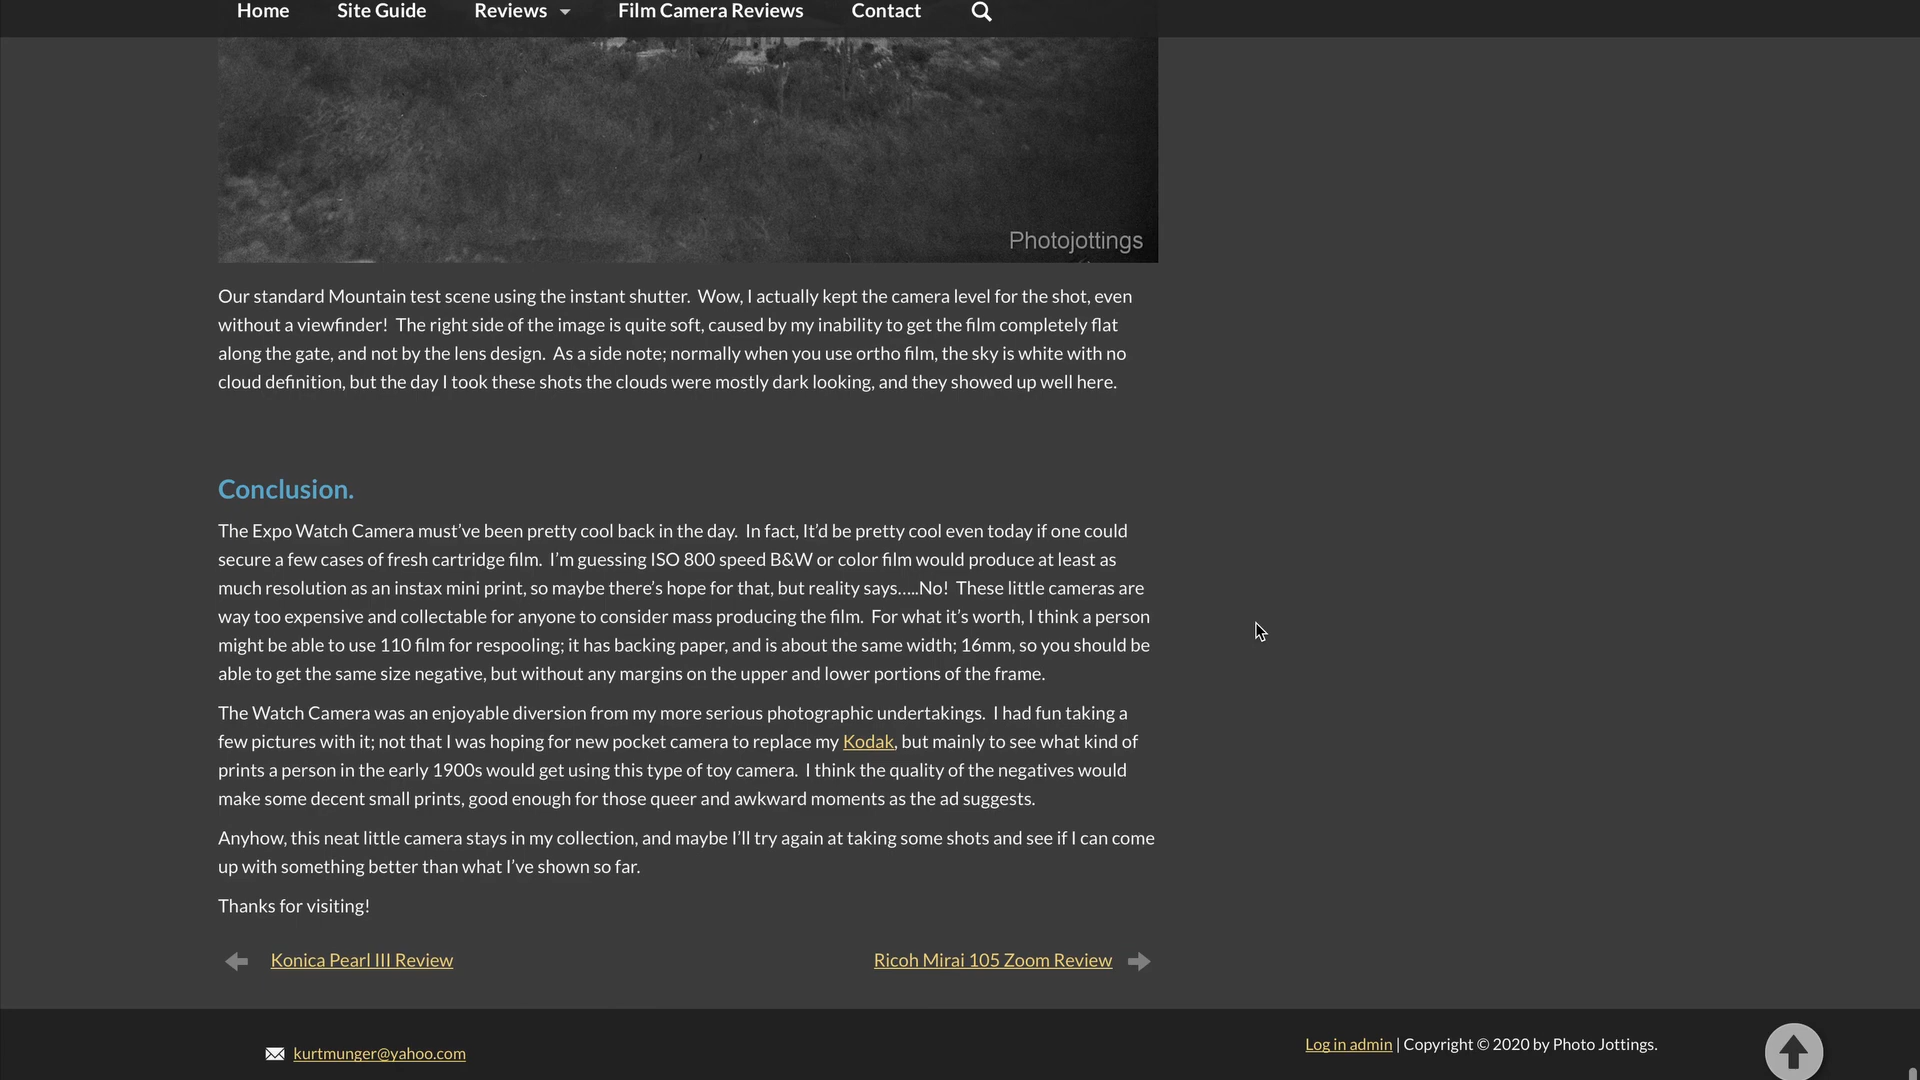 Home Site Guide Reviews Film Camera Reviews Contact
Photojottings
Our standard Mountain test scene using the instant shutter.  Wow, I actually kept the camera level for the shot, even
without a viewfinder!  The right side of the image is quite soft, caused by my inability to get the film completely flat
along the gate, and not by the lens design.  As a side note; normally when you use ortho film, the sky is white with no
cloud definition, but the day I took these shots the clouds were mostly dark looking, and they showed up well here.
Conclusion.
The Expo Watch Camera must’ve been pretty cool back in the day.  In fact, It’d be pretty cool even today if one could
secure a few cases of fresh cartridge film.  I’m guessing ISO 800 speed B&W or color film would produce at least as
much resolution as an instax mini print, so maybe there’s hope for that, but reality says…..No!  These little cameras are
way too expensive and collectable for anyone to consider mass producing the film.  For what it’s worth, I think a person
might be able to use 110 film for respooling; it has backing paper, and is about the same width; 16mm, so you should be
able to get the same size negative, but without any margins on the upper and lower portions of the frame.
The Watch Camera was an enjoyable diversion from my more serious photographic undertakings.  I had fun taking a
few pictures with it; not that I was hoping for new pocket camera to replace my Kodak, but mainly to see what kind of
prints a person in the early 1900s would get using this type of toy camera.  I think the quality of the negatives would
make some decent small prints, good enough for those queer and awkward moments as the ad suggests.
Anyhow, this neat little camera stays in my collection, and maybe I’ll try again at taking some shots and see if I can come
up with something better than what I’ve shown so far.
Thanks for visiting!
Konica Pearl III Review Ricoh Mirai 105 Zoom Review
kurtmunger@yahoo.com Log in admin | Copyright © 2020 by Photo Jottings.